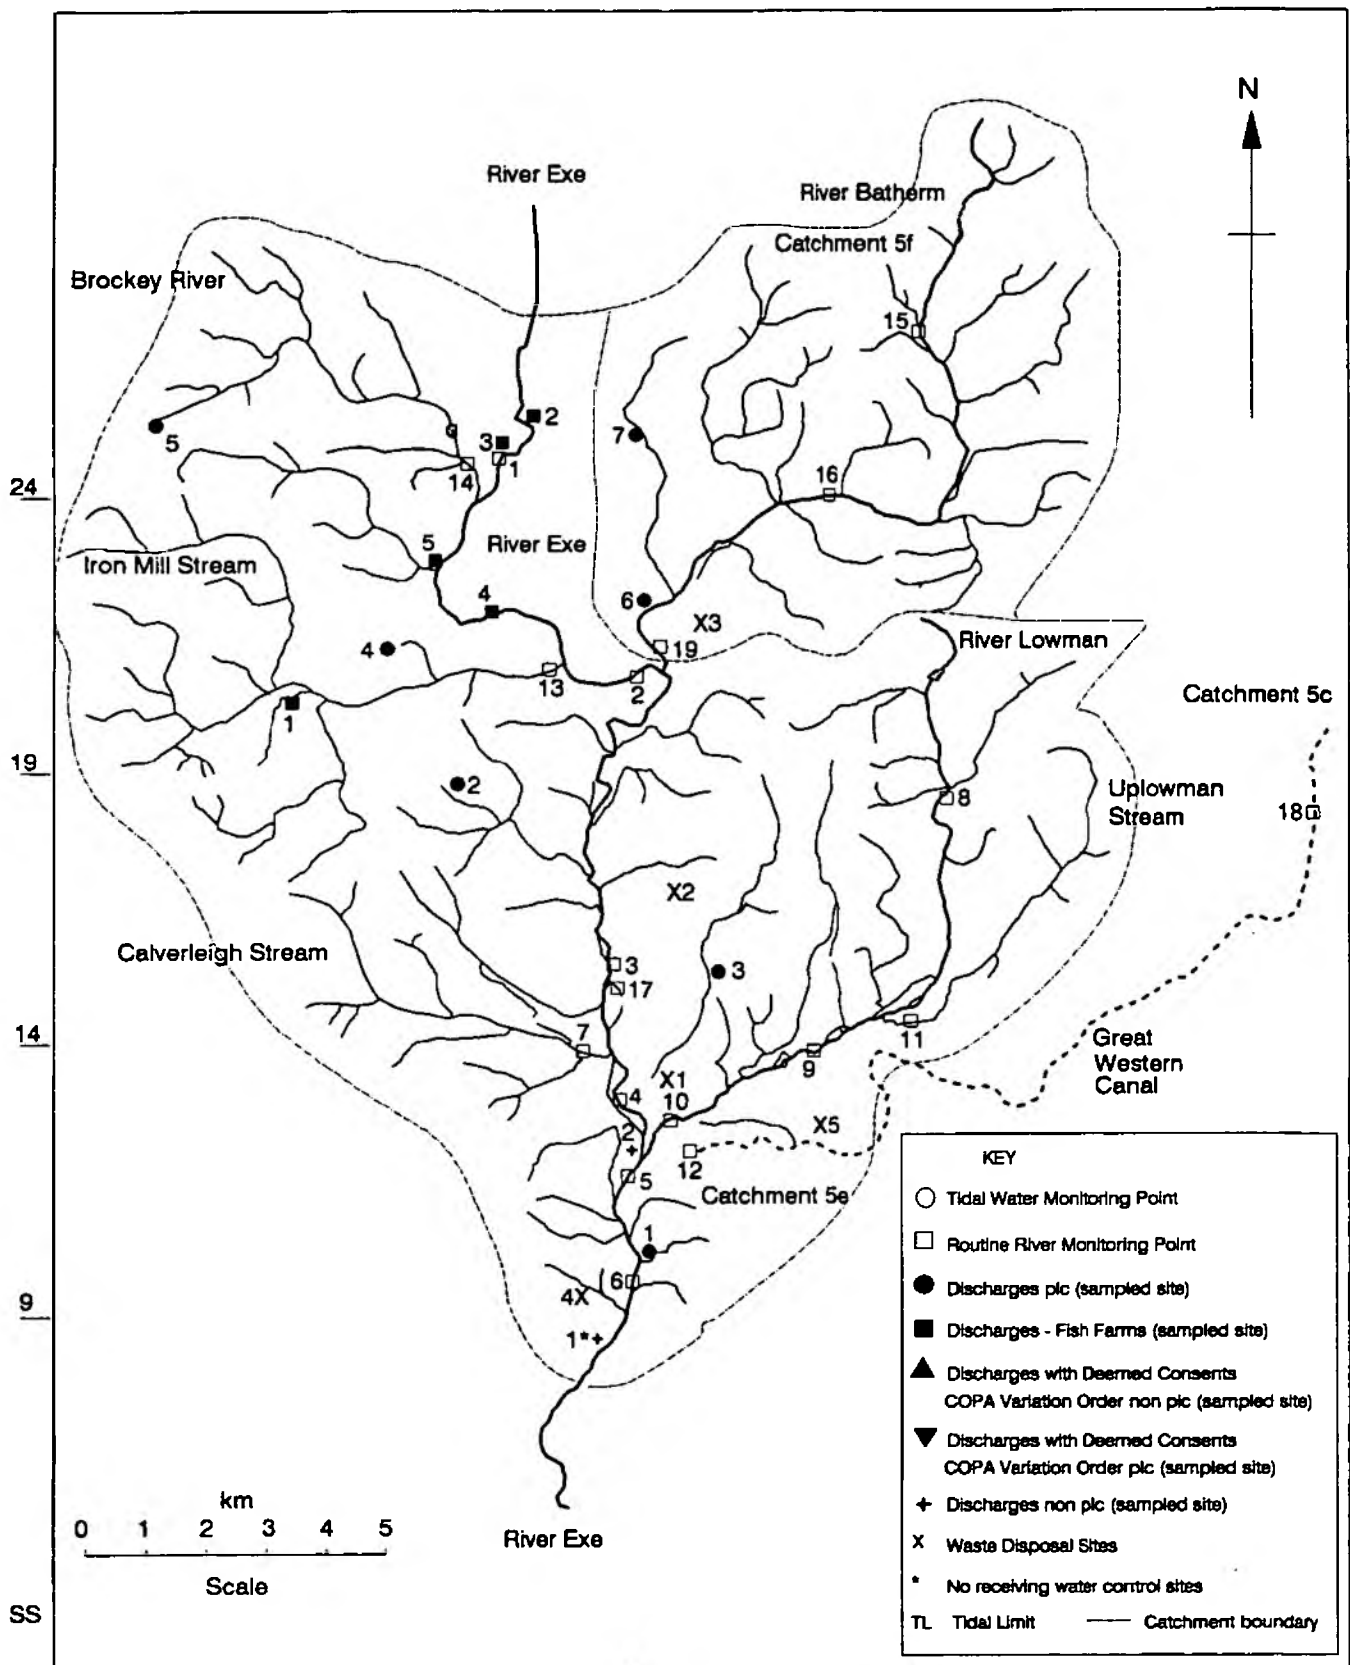 N
River Exe
River Batherm
Catchment 5f
Brockey River
15
2
3
1
7
5
14
16
24
5
River Exe
Iron Mill Stream
4
6
X3
4
19
River Lowman
13
2
Catchment 5c
1
19
2
8
Uplowman
Stream
18
X2
Calverleigh Stream
3
3
17
14
7
11
Great
Western
Canal
9
X1
4
10
2
X5
12
5
Catchment 5e
1
6
4X
9
1*
km
0 1 2 3 4 5
Scale
River Exe
SS
KEY
Tidal Water Monitoring Point
Routine River Monitoring Point
Discharges plc (sampled site)
Discharges - Fish Farms (sampled site)
Discharges with Deemed Consents
COPA Variation Order non plc (sampled site)
Discharges with Deemed Consents
COPA Variation Order plc (sampled site)
+ Discharges non plc (sampled site)
X Waste Disposal Sites
* No receiving water control sites
TL Tidal Limit
Catchment boundary